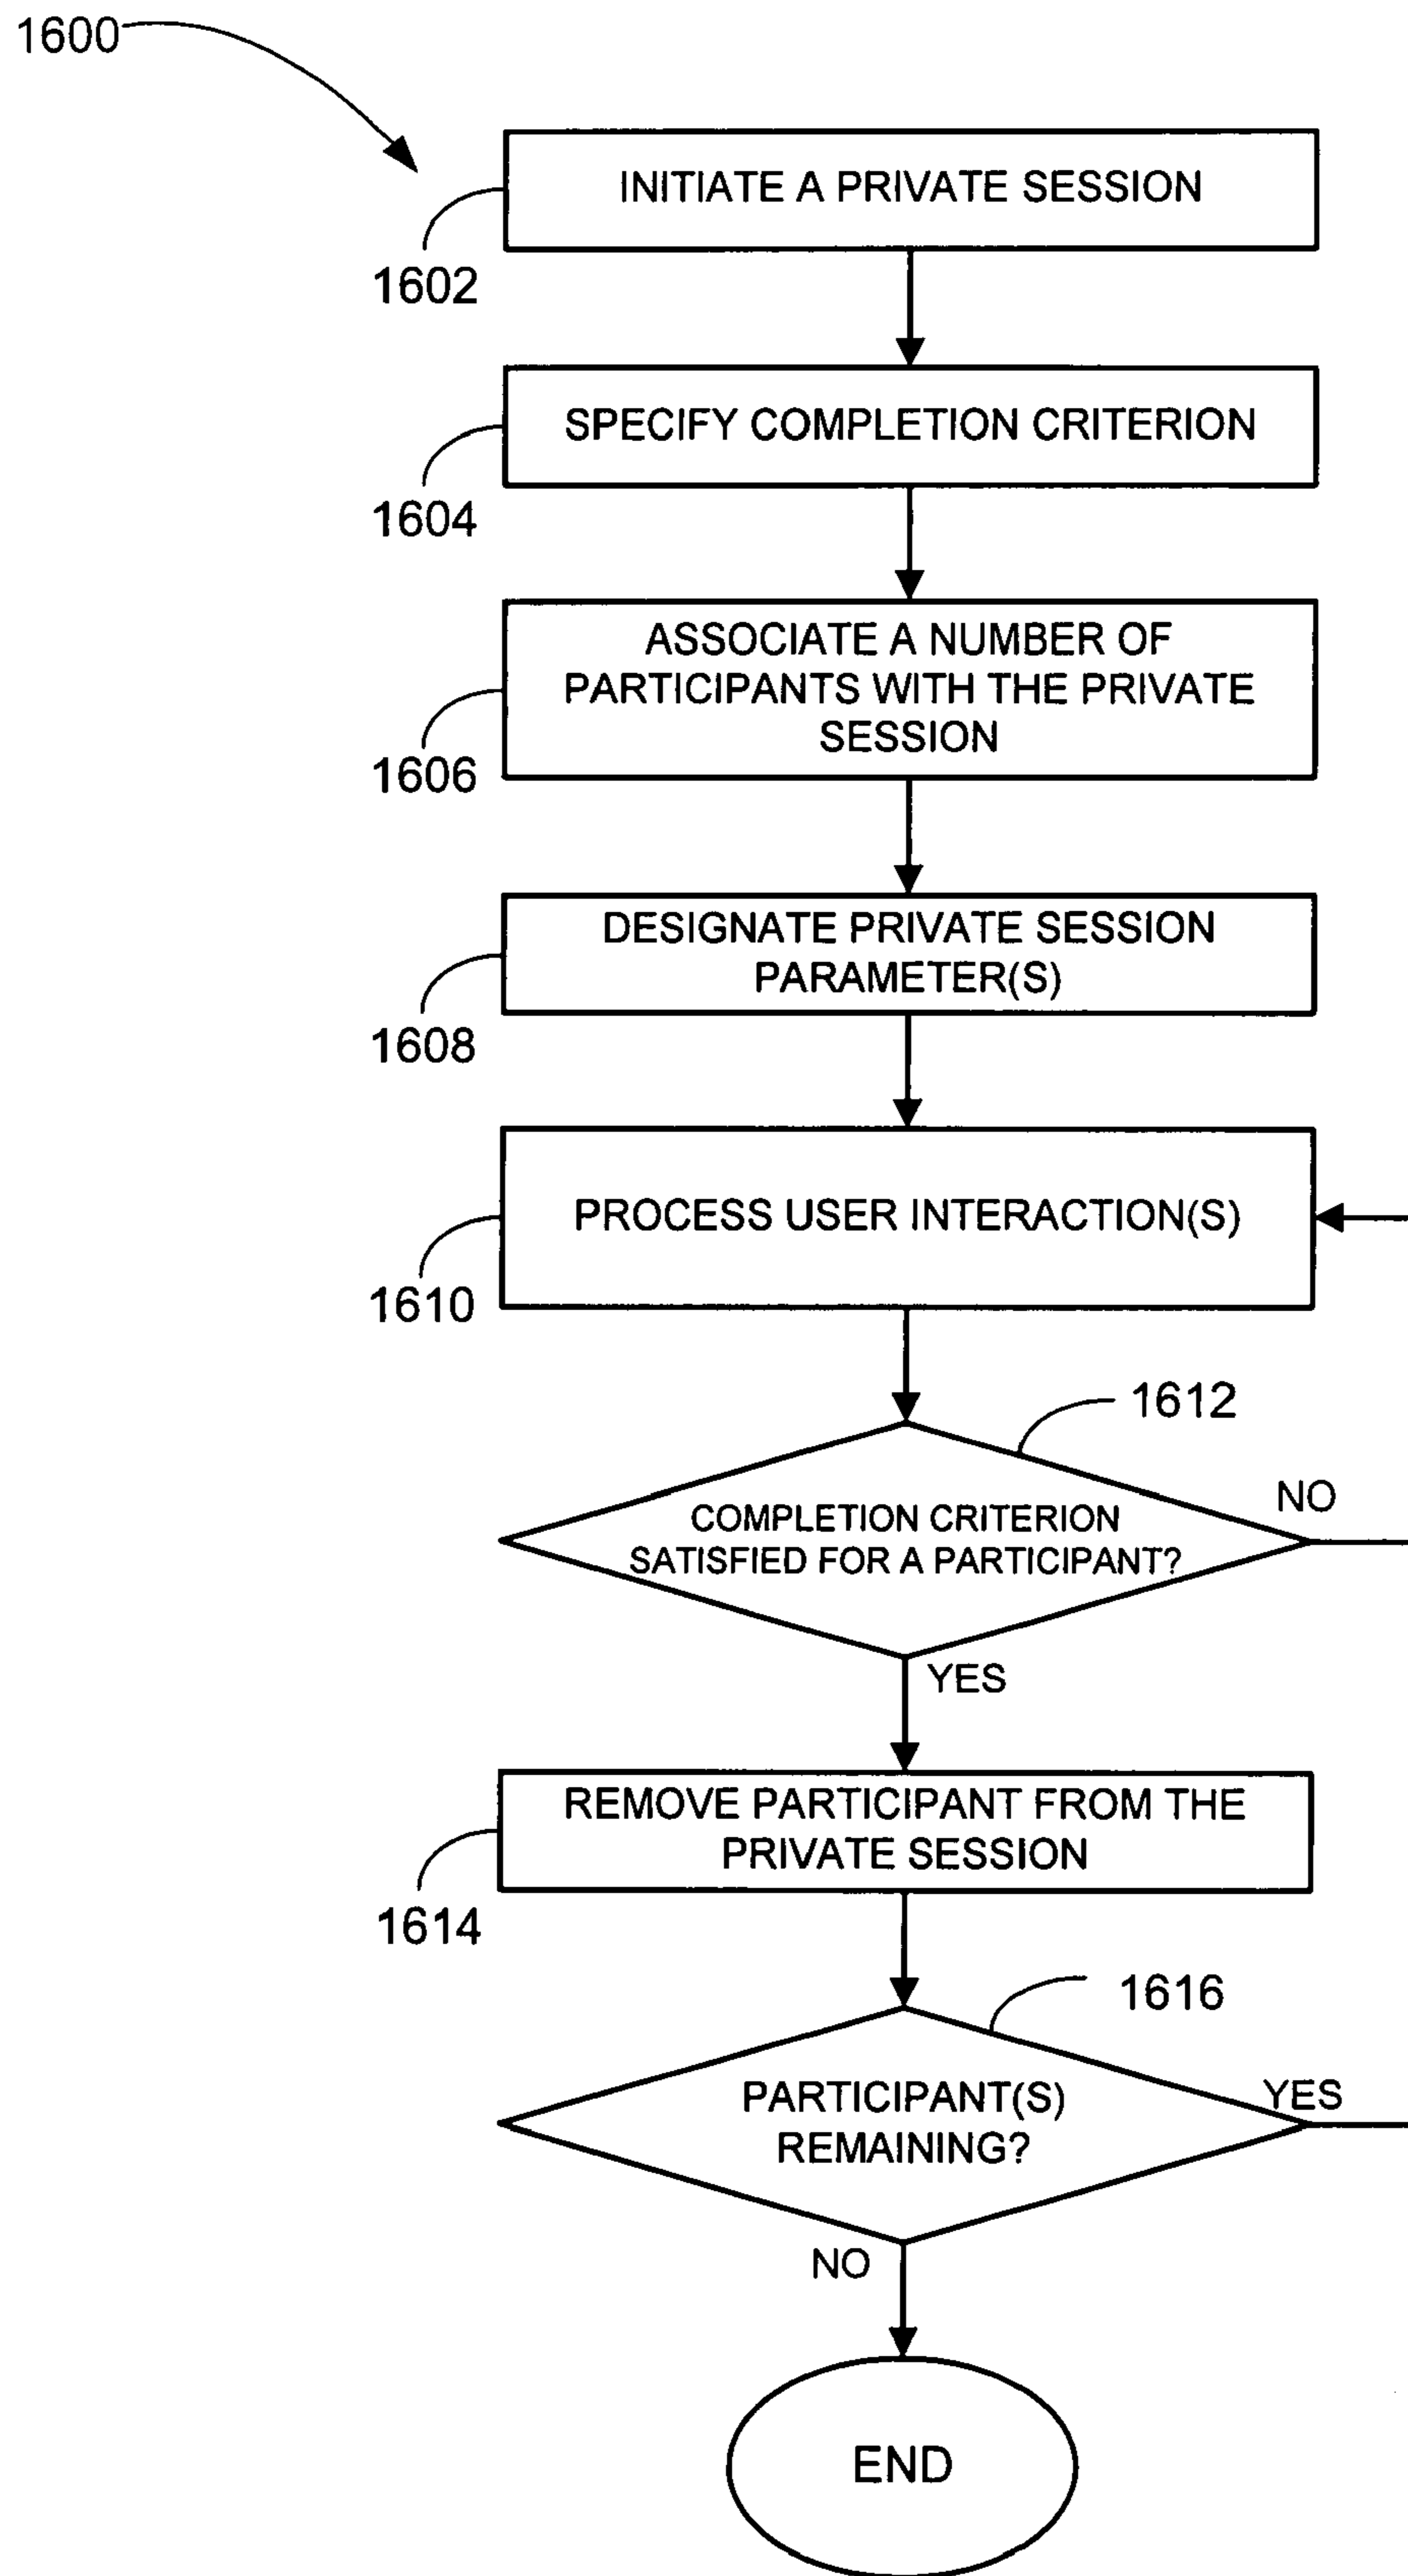 1600
INITIATE A PRIVATE SESSION
1602
SPECIFY COMPLETION CRITERION
1604
ASSOCIATE A NUMBER OF
PARTICIPANTS WITH THE PRIVATE
SESSION
1606
DESIGNATE PRIVATE SESSION
PARAMETER(S)
1608
PROCESS USER INTERACTION(S)
1610
1612
COMPLETION CRITERION
SATISFIED FOR A PARTICIPANT?
NO
YES
REMOVE PARTICIPANT FROM THE
PRIVATE SESSION
1614
1616
PARTICIPANT(S)
REMAINING?
YES
NO
END